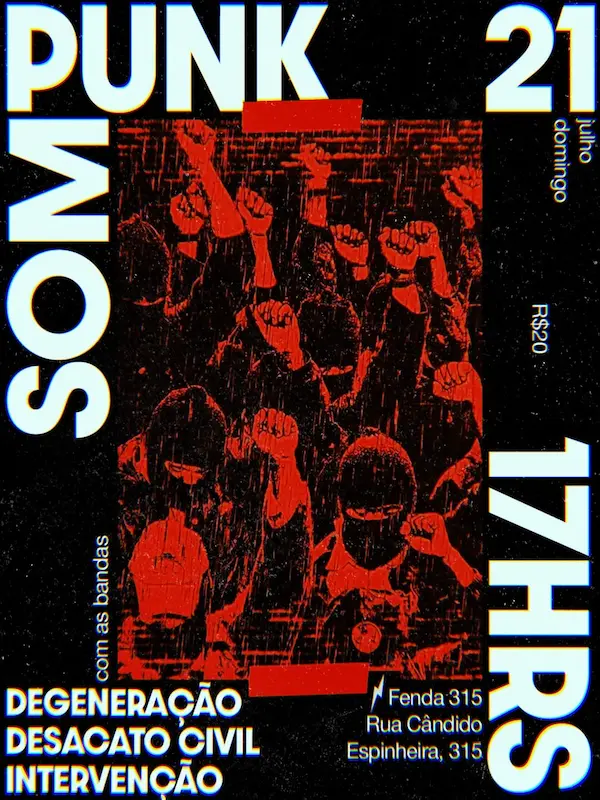 SOM PUNK
21
julho
domingo
R$20
17HRS
com as bandas
DEGENERAÇÃO
DESACATO CIVIL
INTERVENÇÃO
Fenda 315
Rua Cândido
Espinheira, 315